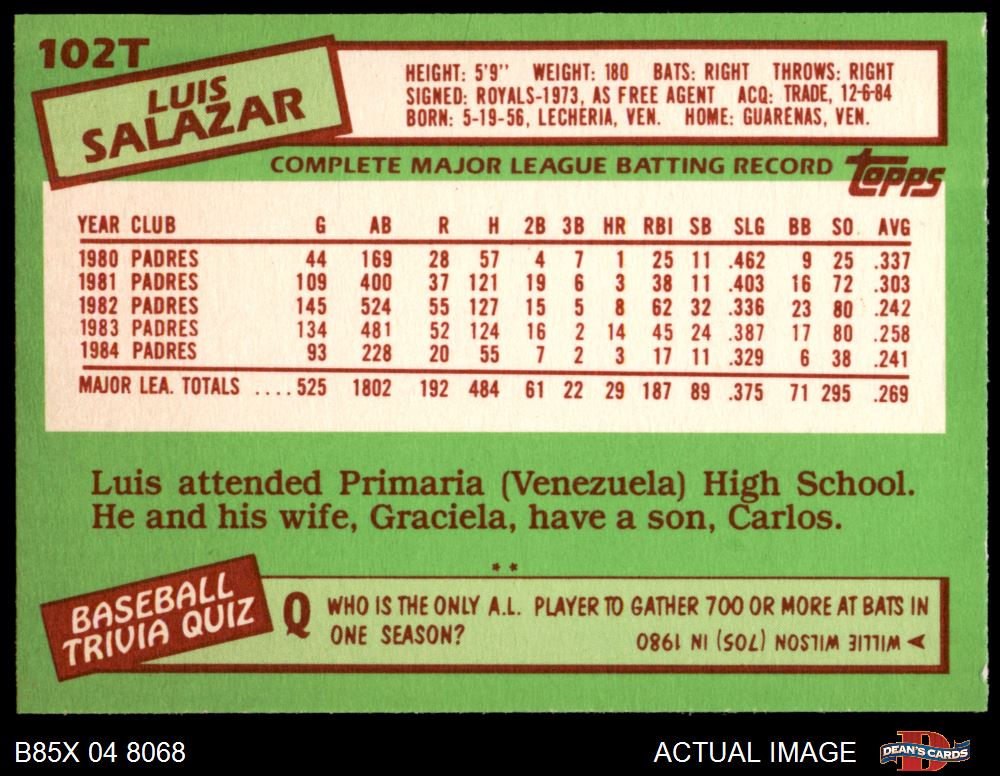 102T
LUIS
SALAZAR
HEIGHT: 5'9" WEIGHT: 180 BATS: RIGHT THROWS: RIGHT
SIGNED: ROYALS-1973, AS FREE AGENT ACQ: TRADE, 12-6-84
BORN: 5-19-56, LECHERIA, VEN. HOME: GUARENAS, VEN.
COMPLETE MAJOR LEAGUE BATTING RECORD
TOPPS
YEAR CLUB G AB R H 2B 3B HR RBI SB SLG BB SO AVG
1980 PADRES 44 169 28 57 4 7 1 25 11 .462 9 25 .337
1981 PADRES 109 400 37 121 19 6 3 38 11 .403 16 72 .303
1982 PADRES 145 524 55 127 15 5 8 62 32 .336 23 80 .242
1983 PADRES 134 481 52 124 16 2 14 45 24 .387 17 80 .258
1984 PADRES 93 228 20 55 7 2 3 17 11 .329 6 38 .241
MAJOR LEA. TOTALS ....525 1802 192 484 61 22 29 187 89 .375 71 295 .269
Luis attended Primaria (Venezuela) High School.
He and his wife, Graciela, have a son, Carlos.
**
BASEBALL
TRIVIA QUIZ
Q WHO IS THE ONLY A.L. PLAYER TO GATHER 700 OR MORE AT BATS IN
ONE SEASON?
WILLIE WILSON (705) IN 1980
B85X 04 8068
ACTUAL IMAGE
D
DEAN'S CARDS